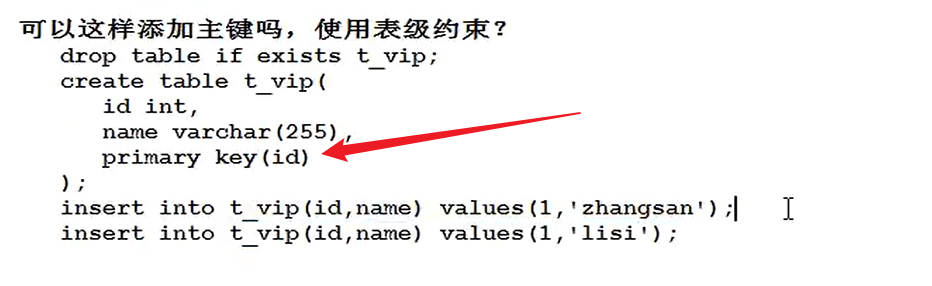 可以这样添加主键吗，使用表级约束？
drop table if exists t_vip;
create table t_vip(
id int,
name varchar(255),
primary key(id)
);
insert into t_vip(id,name) values(1,'zhangsan');
insert into t_vip(id,name) values(1,'lisi');